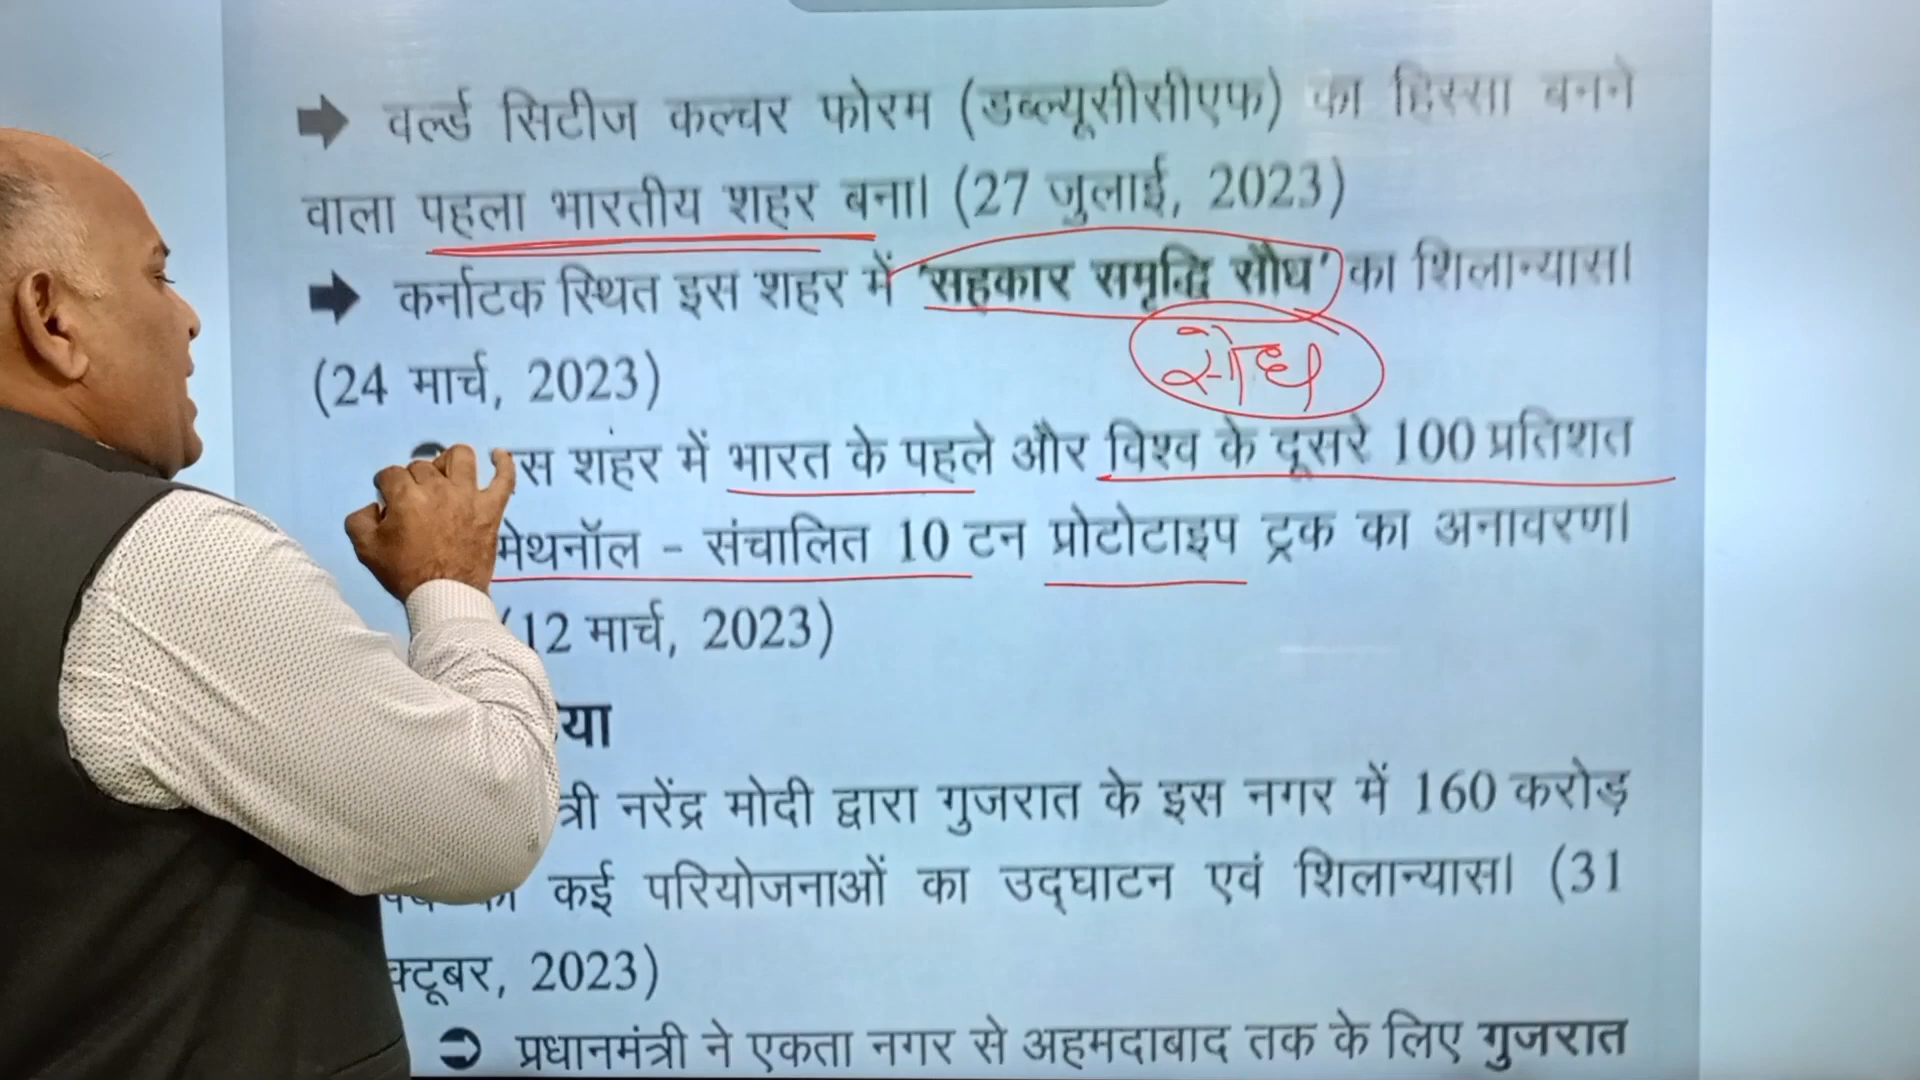 ➡ वर्ल्ड सिटीज कल्चर फोरम (डब्ल्यूसीसीएफ) का हिस्सा बनने
वाला पहला भारतीय शहर बना। (27 जुलाई, 2023)
➡ कर्नाटक स्थित इस शहर में 'सहकार समृद्धि सौध' का शिलान्यास।
सौध
(24 मार्च, 2023)
शहर में भारत के पहले और विश्व के दूसरे 100 प्रतिशत
मेथनॉल - संचालित 10 टन प्रोटोटाइप ट्रक का अनावरण।
(12 मार्च, 2023)
या
त्री नरेंद्र मोदी द्वारा गुजरात के इस नगर में 160 करोड़
कई परियोजनाओं का उद्घाटन एवं शिलान्यास। (31
क्टूबर, 2023)
प्रधानमंत्री ने एकता नगर से अहमदाबाद तक के लिए गुजरात